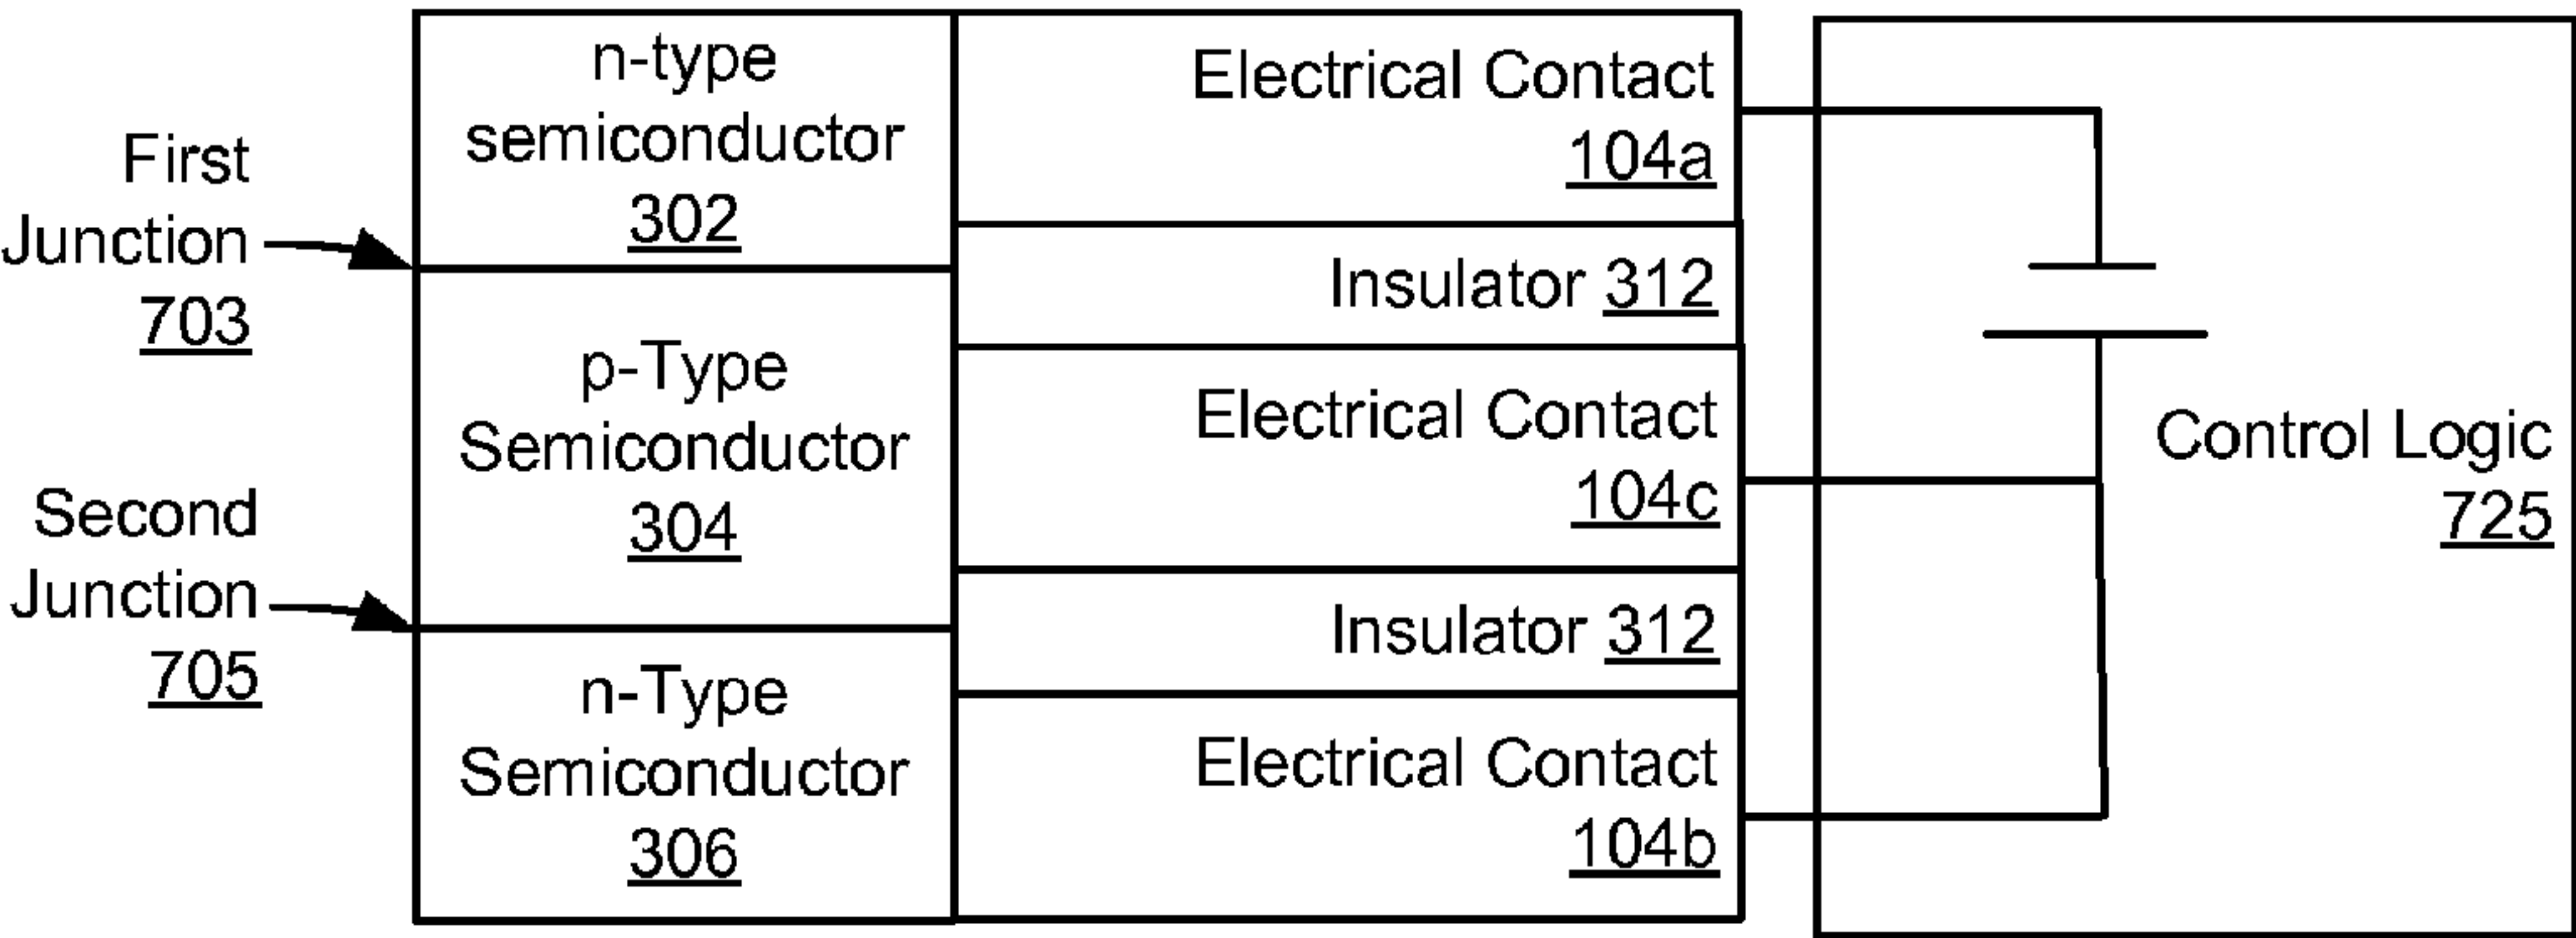 First
Junction
703
Second
Junction
705
n-type
semiconductor
302
p-Type
Semiconductor
304
n-Type
Semiconductor
306
Electrical Contact
104a
Insulator 312
Electrical Contact
104c
Insulator 312
Electrical Contact
104b
Control Logic
725